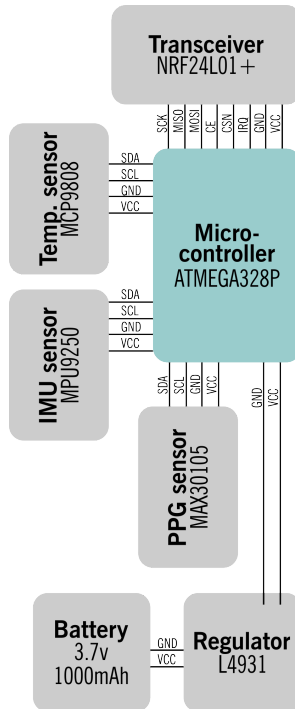 Transceiver
NRF24L01+
SCK
MISO
MOSI
CE
CSN
IRQ
GND
VCC
Temp. sensor
MCP9808
SDA
SCL
GND
VCC
Micro-
controller
ATMEGA328P
IMU sensor
MPU9250
SDA
SCL
GND
VCC
SDA
SCL
GND
VCC
GND
VCC
PPG sensor
MAX30105
Battery
3.7v
1000mAh
GND
VCC
Regulator
L4931